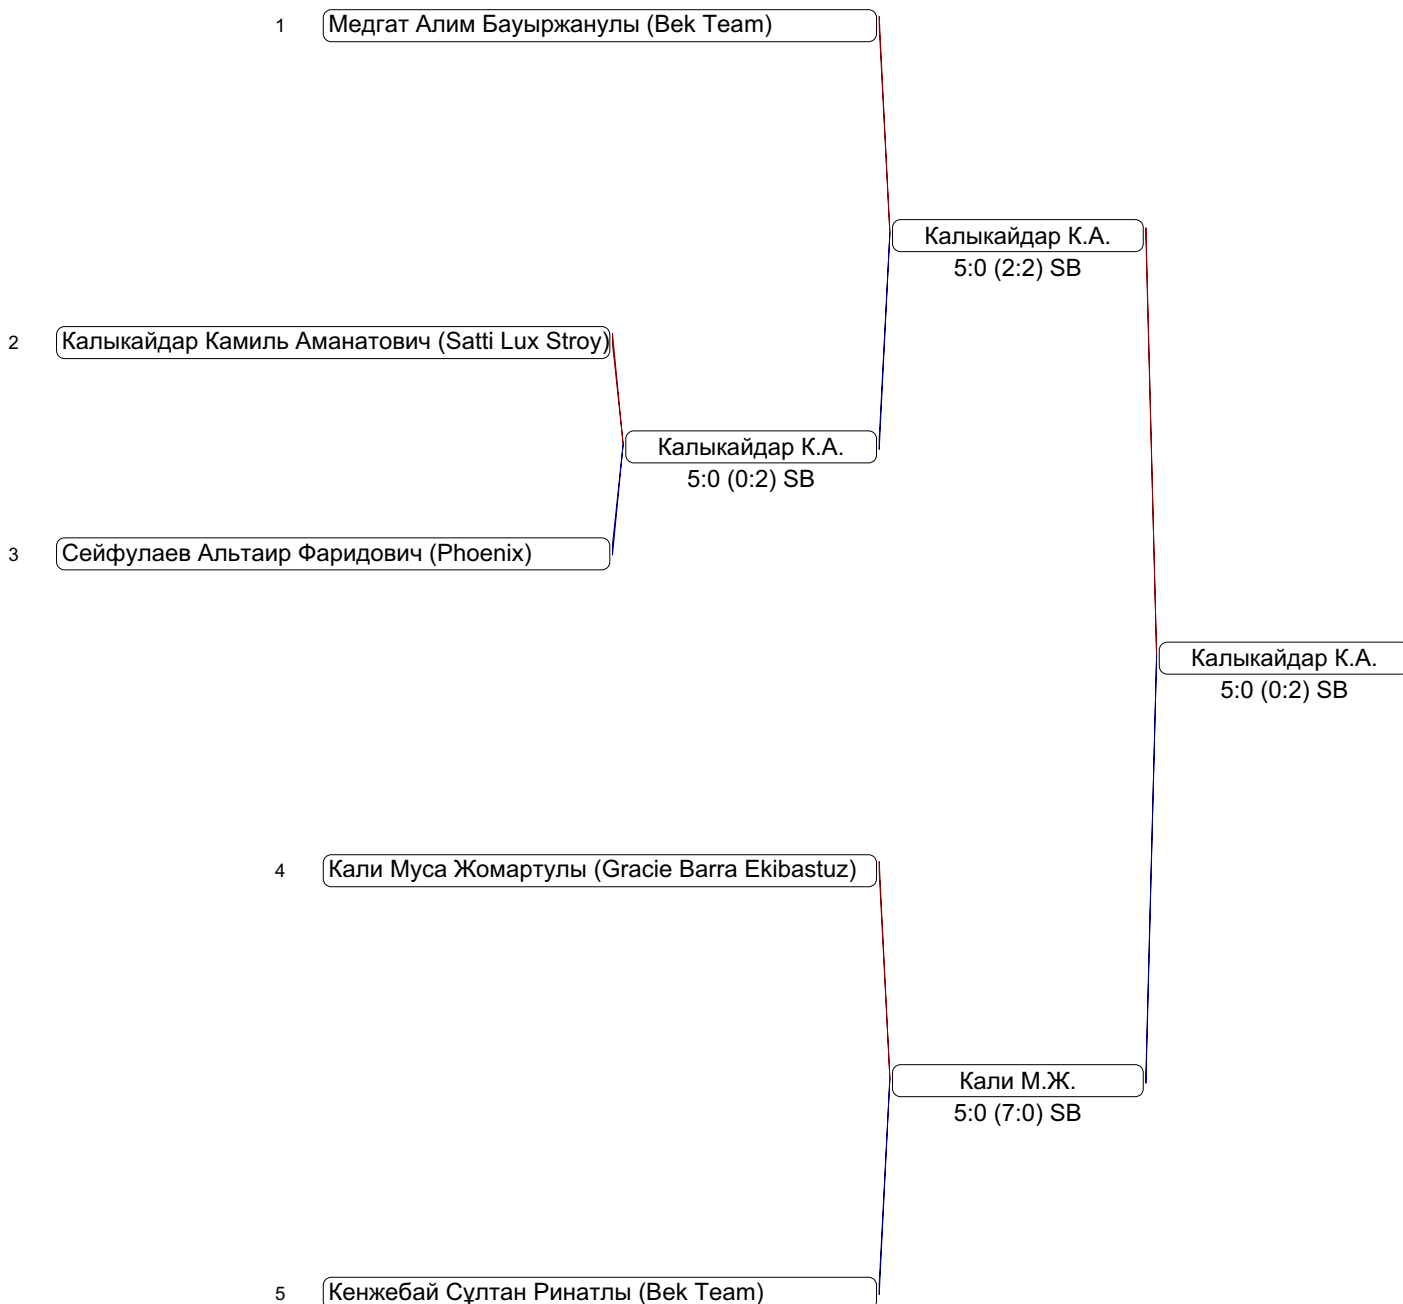 1 Медгат Алим Бауыржанулы (Bek Team)
Калыкайдар К.А.
5:0 (2:2) SB
2 Калыкайдар Камиль Аманатович (Satti Lux Stroy)
Калыкайдар К.А.
5:0 (0:2) SB
3 Сейфулаев Альтаир Фаридович (Phoenix)
Калыкайдар К.А.
5:0 (0:2) SB
4 Кали Муса Жомартулы (Gracie Barra Ekibastuz)
Кали М.Ж.
5:0 (7:0) SB
5 Кенжебай Сұлтан Ринатлы (Bek Team)